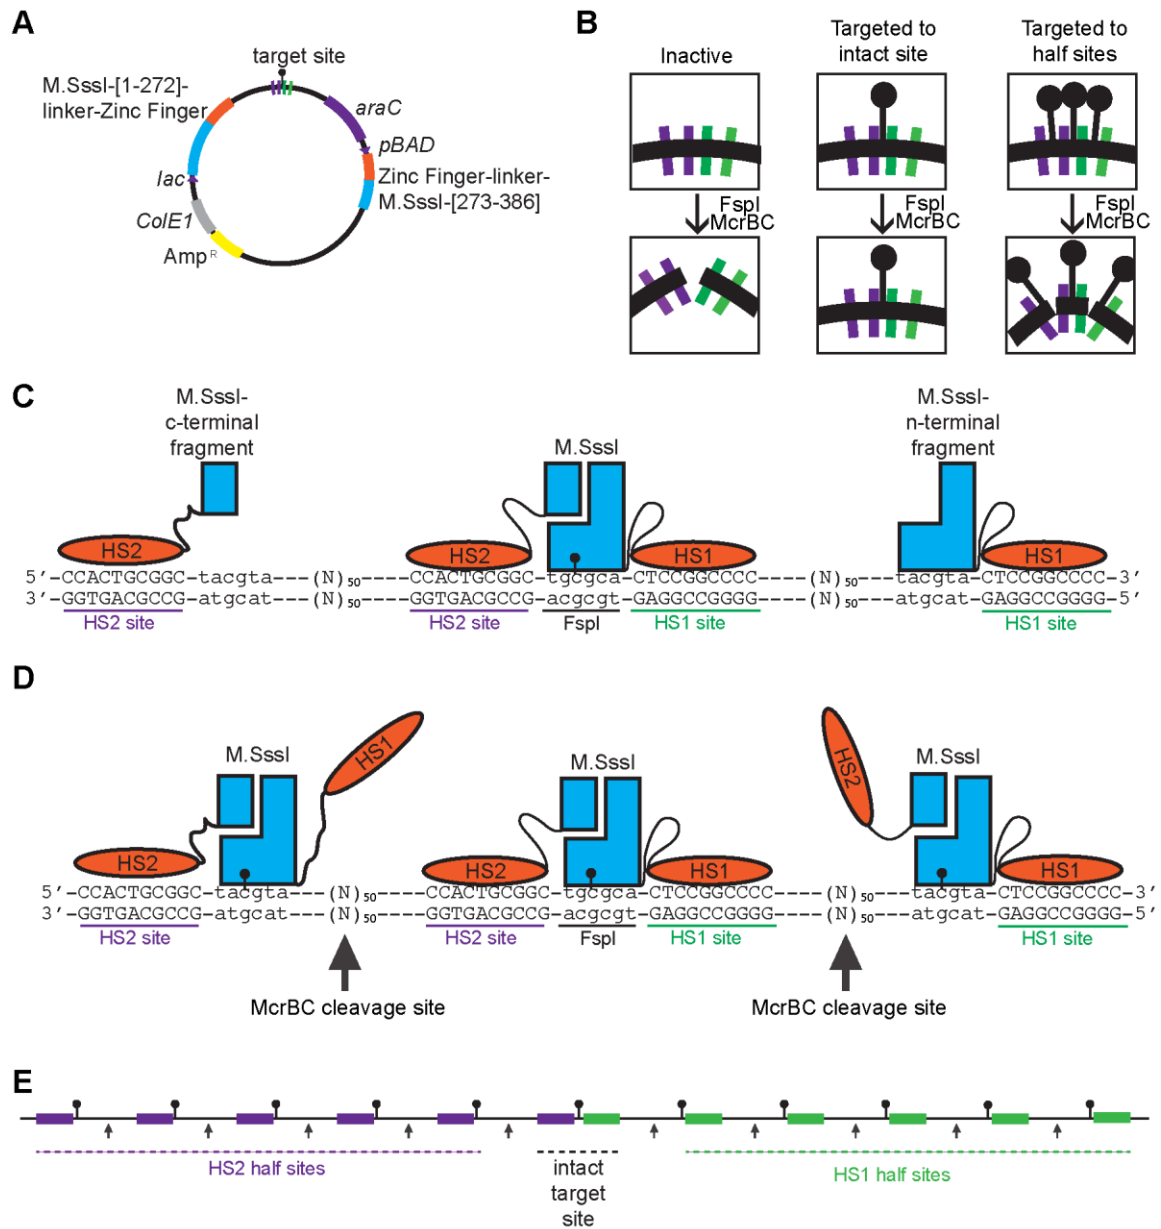 A
target site
M.SssI-[1-272]-
linker-Zinc Finger
araC
pBAD
Zinc Finger-linker-
M.SssI-[273-386]
lac
ColE1
Amp R
B
Inactive
Targeted to
intact site
Targeted to
half sites
FspI
McrBC
FspI
McrBC
FspI
McrBC
C
M.SssI-
c-terminal
fragment
M.SssI
M.SssI-
n-terminal
fragment
HS2
HS2
HS1
HS1
5′-CCACTGCGGC-tacgta---(N)50----CCACTGCGGC-tgcgca-CTCCGGCCCC-----(N)50---tacgta-CTCCGGCCCC-3′
3′-GGTGACGCCG-atgcat---(N)50----GGTGACGCCG-acgcgt-GAGGCCGGGG-----(N)50---atgcat-GAGGCCGGGG-5′
HS2 site
HS2 site
FspI
HS1 site
HS1 site
D
M.SssI
HS1
M.SssI
HS2
M.SssI
HS2
HS2
HS1
HS1
5′-CCACTGCGGC-tacgta---(N)50----CCACTGCGGC-tgcgca-CTCCGGCCCC-----(N)50---tacgta-CTCCGGCCCC-3′
3′-GGTGACGCCG-atgcat---(N)50----GGTGACGCCG-acgcgt-GAGGCCGGGG-----(N)50---atgcat-GAGGCCGGGG-5′
HS2 site
HS2 site
FspI
HS1 site
HS1 site
McrBC cleavage site
McrBC cleavage site
E
HS2 half sites
intact
target
site
HS1 half sites